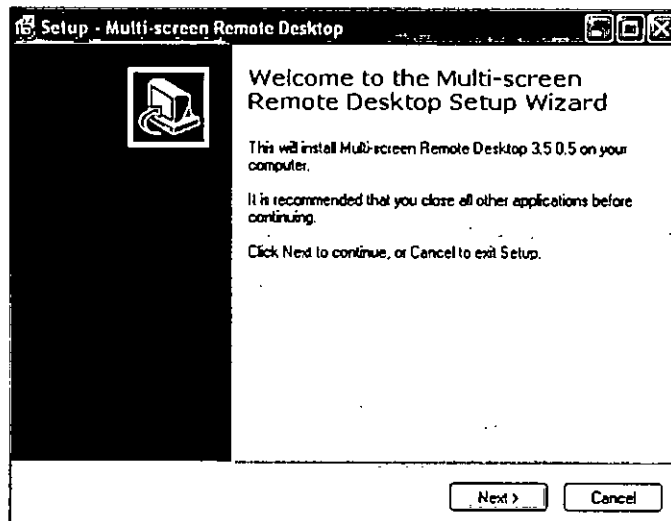 Setup - Multi-screen Remote Desktop
Welcome to the Multi-screen
Remote Desktop Setup Wizard
This will install Multi-screen Remote Desktop 3.5.0.5 on your
computer.
It is recommended that you close all other applications before
continuing.
Click Next to continue, or Cancel to exit Setup.
Next >
Cancel